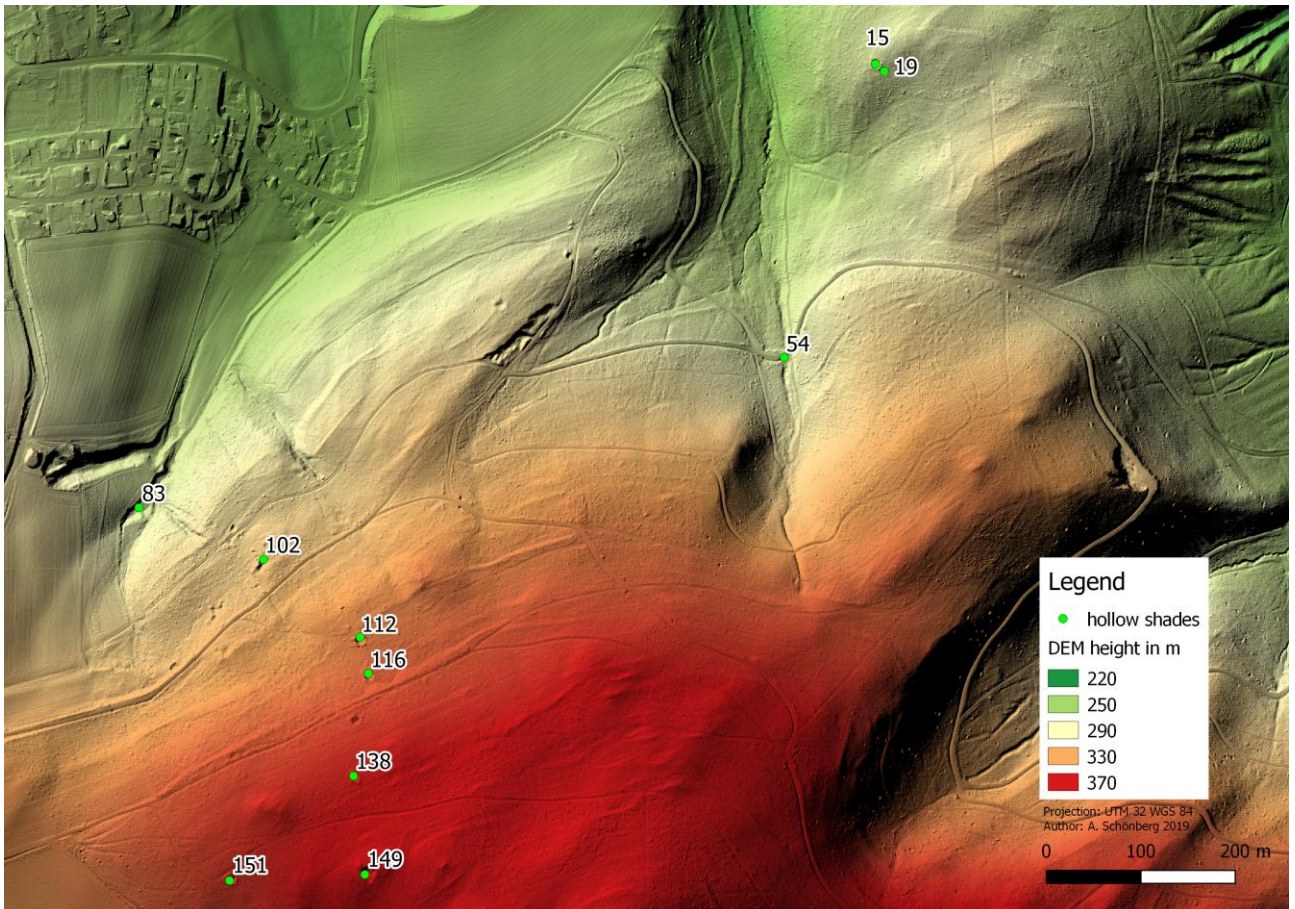 15
19
54
83
102
112
116
138
149
151
Legend
hollow shades
DEM height in m
220
250
290
330
370
Projection: UTM 32 WGS 84
Author: A. Schönberg 2019
0 100 200 m